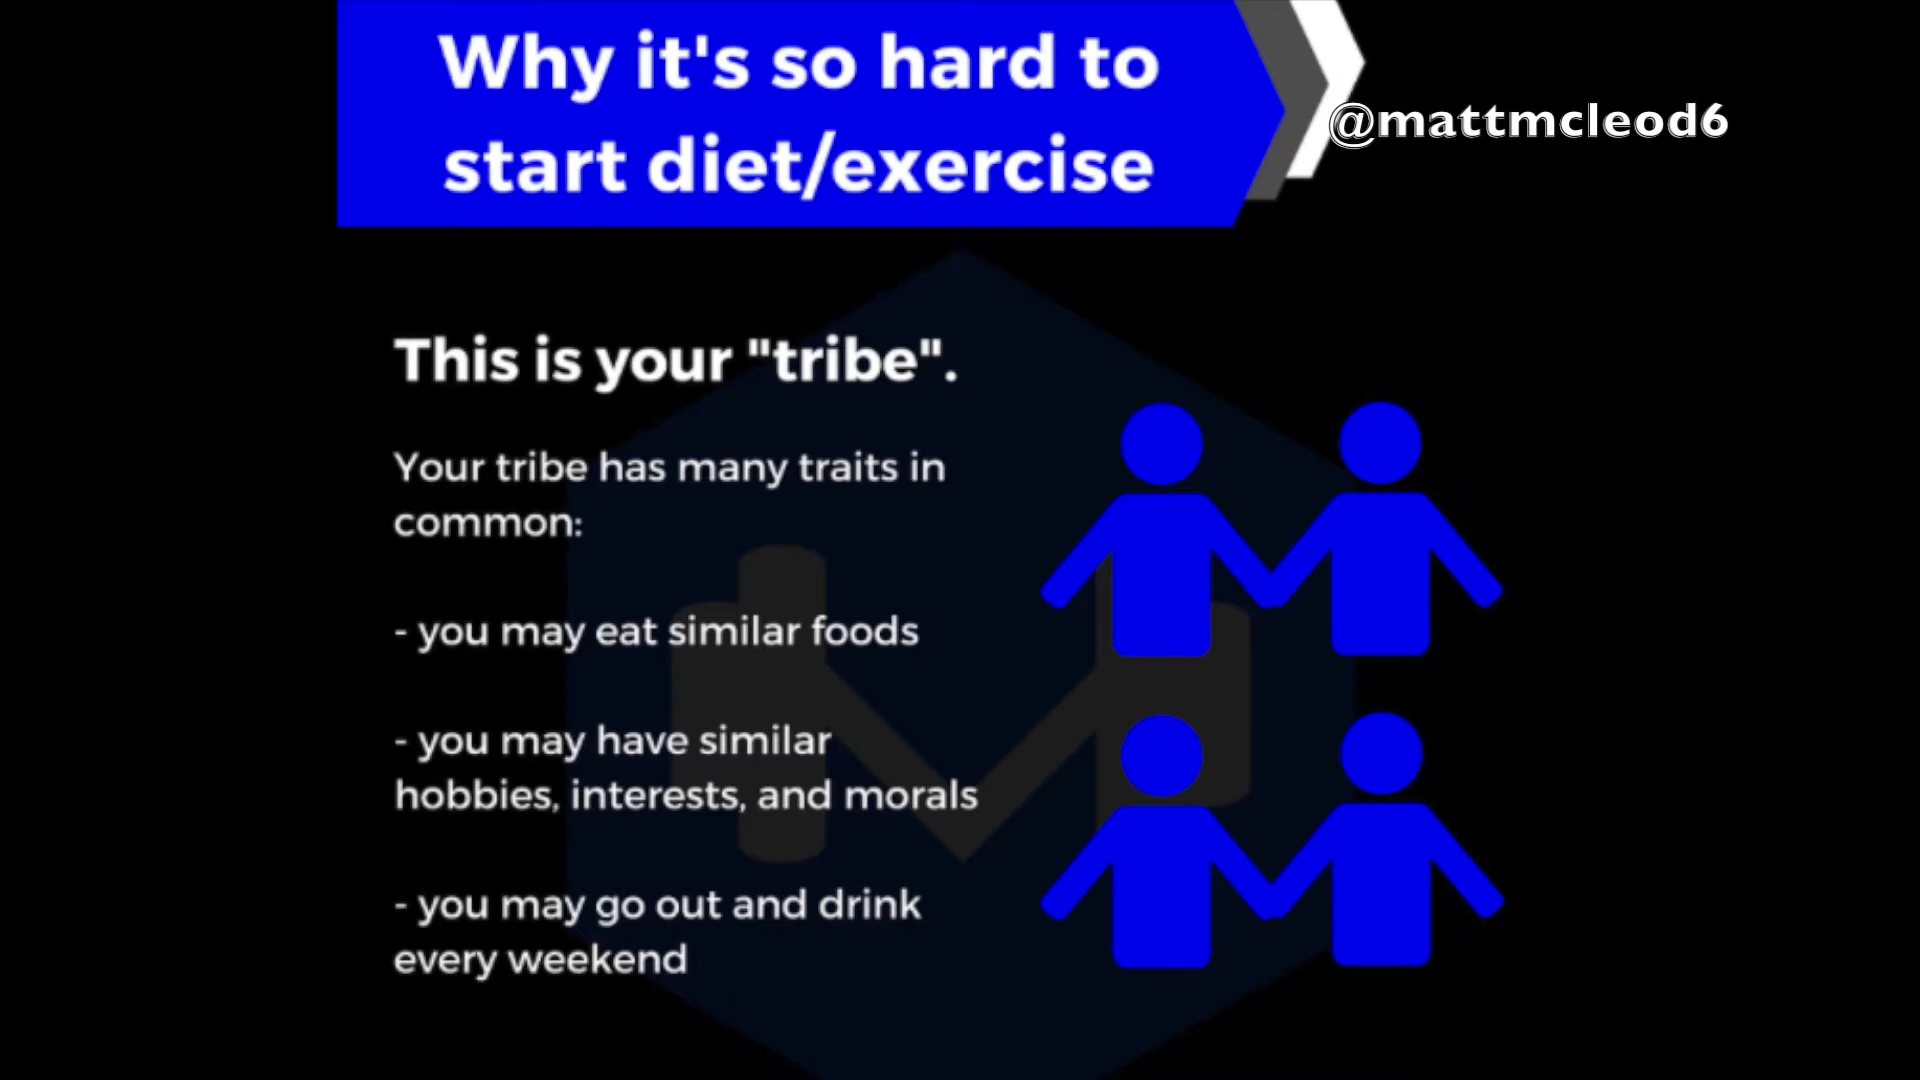 Why it's so hard to
start diet/exercise
@mattmcleod6
This is your "tribe".
Your tribe has many traits in
common:
- you may eat similar foods
- you may have similar
hobbies, interests, and morals
- you may go out and drink
every weekend